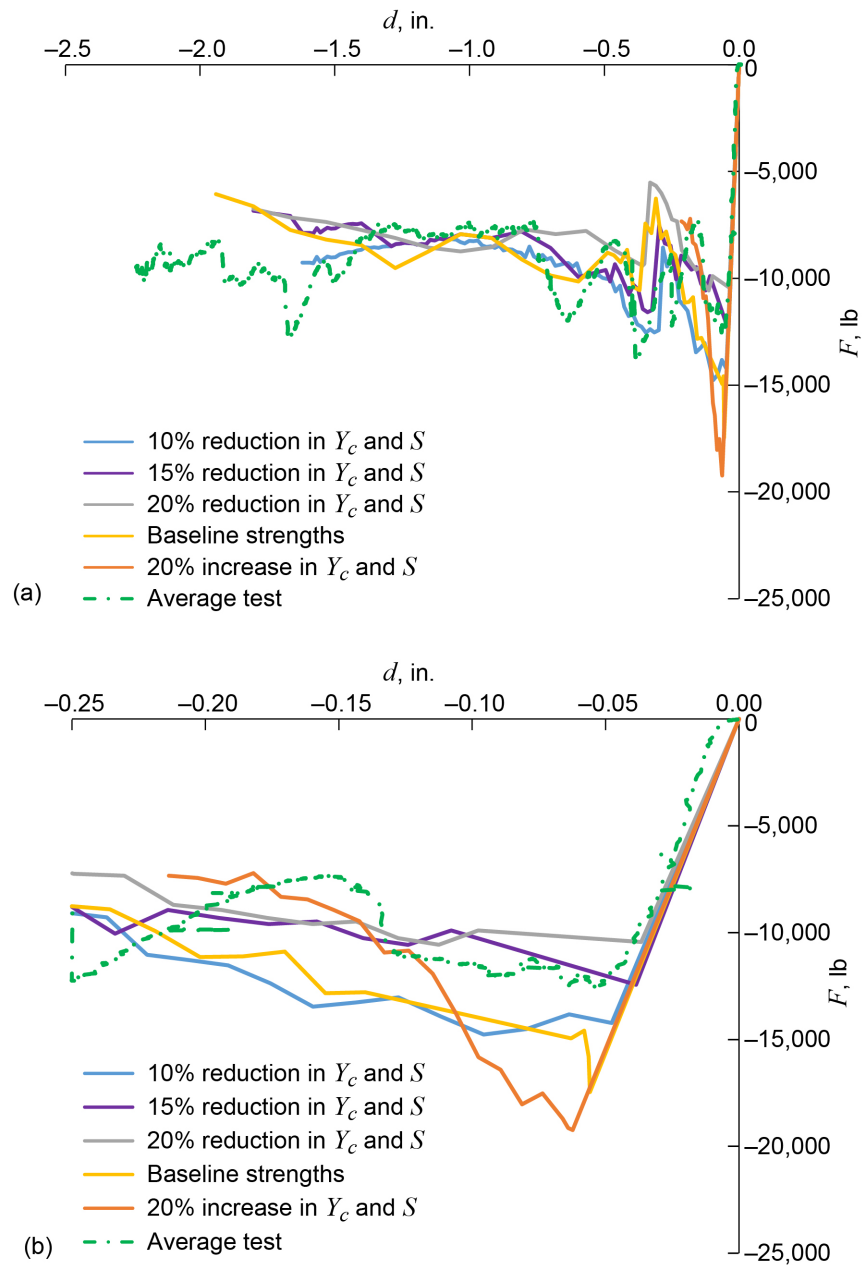 d, in.
–2.5 –2.0 –1.5 –1.0 –0.5 0.0
0
–5,000
–10,000
F, lb
–15,000
10% reduction in Yc and S
15% reduction in Yc and S
–20,000
20% reduction in Yc and S
Baseline strengths
20% increase in Yc and S
(a)
Average test
–25,000
d, in.
–0.25 –0.20 –0.15 –0.10 –0.05 0.00
0
–5,000
–10,000
F, lb
–15,000
10% reduction in Yc and S
15% reduction in Yc and S
20% reduction in Yc and S
–20,000
Baseline strengths
20% increase in Yc and S
(b)
Average test
–25,000